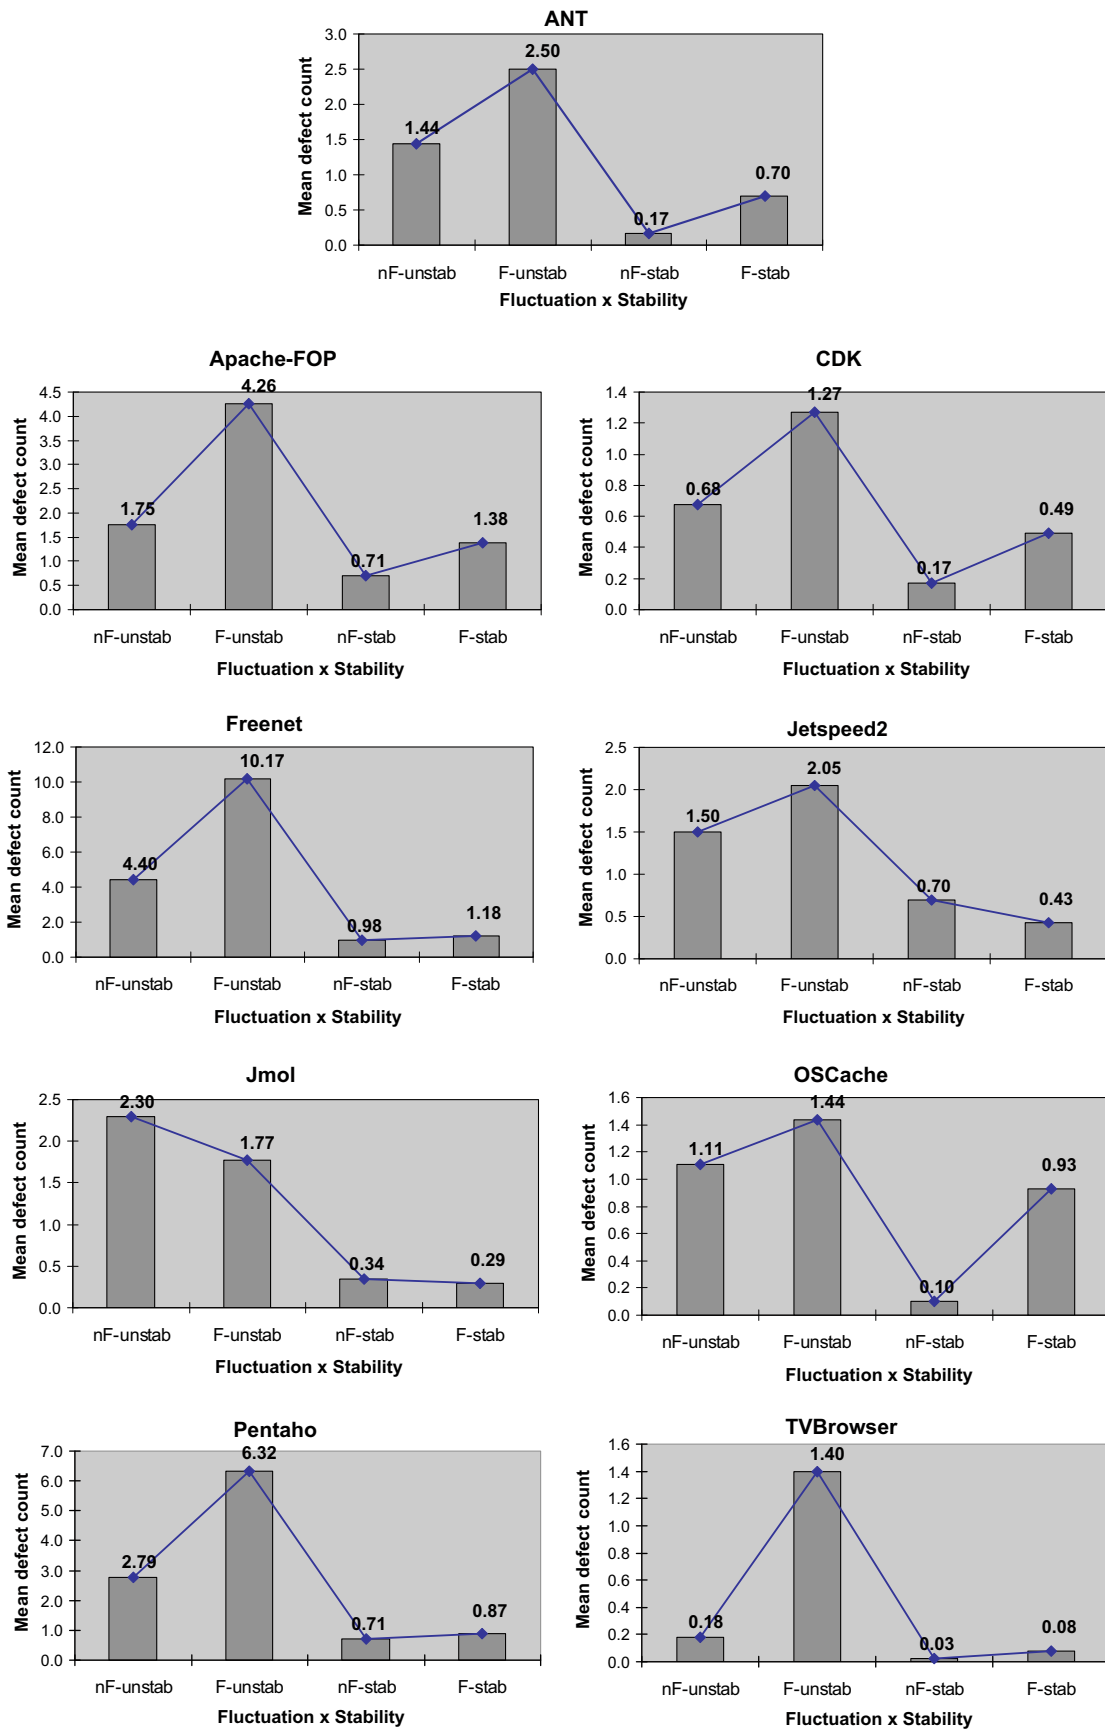 ANT
3.0
2.5
2.0
1.5
1.0
0.5
0.0
Mean defect count
1.44
2.50
0.17
0.70
nF-unstab F-unstab nF-stab F-stab
Fluctuation x Stability
Apache-FOP
4.5
4.0
3.5
3.0
2.5
2.0
1.5
1.0
0.5
0.0
Mean defect count
1.75
4.26
0.71
1.38
nF-unstab F-unstab nF-stab F-stab
Fluctuation x Stability
CDK
1.4
1.2
1.0
0.8
0.6
0.4
0.2
0.0
Mean defect count
0.68
1.27
0.17
0.49
nF-unstab F-unstab nF-stab F-stab
Fluctuation x Stability
Freenet
12.0
10.0
8.0
6.0
4.0
2.0
0.0
Mean defect count
4.40
10.17
0.98
1.18
nF-unstab F-unstab nF-stab F-stab
Fluctuation x Stability
Jetspeed2
2.5
2.0
1.5
1.0
0.5
0.0
Mean defect count
1.50
2.05
0.70
0.43
nF-unstab F-unstab nF-stab F-stab
Fluctuation x Stability
Jmol
2.5
2.0
1.5
1.0
0.5
0.0
Mean defect count
2.30
1.77
0.34
0.29
nF-unstab F-unstab nF-stab F-stab
Fluctuation x Stability
OSCache
1.6
1.4
1.2
1.0
0.8
0.6
0.4
0.2
0.0
Mean defect count
1.11
1.44
0.10
0.93
nF-unstab F-unstab nF-stab F-stab
Fluctuation x Stability
Pentaho
7.0
6.0
5.0
4.0
3.0
2.0
1.0
0.0
Mean defect count
2.79
6.32
0.71
0.87
nF-unstab F-unstab nF-stab F-stab
Fluctuation x Stability
TVBrowser
1.6
1.4
1.2
1.0
0.8
0.6
0.4
0.2
0.0
Mean defect count
0.18
1.40
0.03
0.08
nF-unstab F-unstab nF-stab F-stab
Fluctuation x Stability